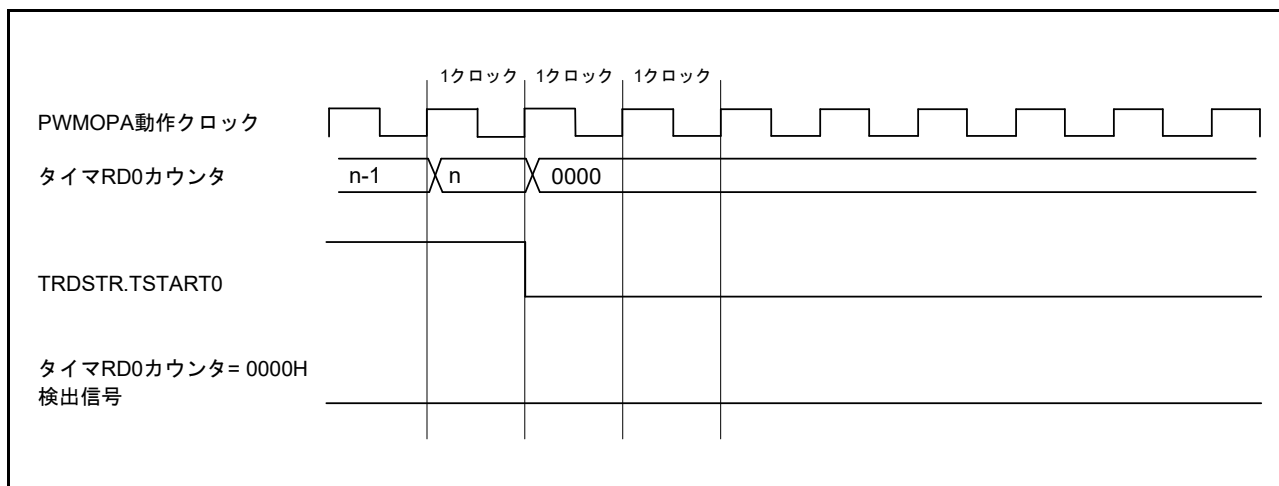 1クロック 1クロック 1クロック
PWMOPA動作クロック
タイマRD0カウンタ n-1 n 0000
TRDSTR.TSTART0
タイマRD0カウンタ= 0000H
検出信号